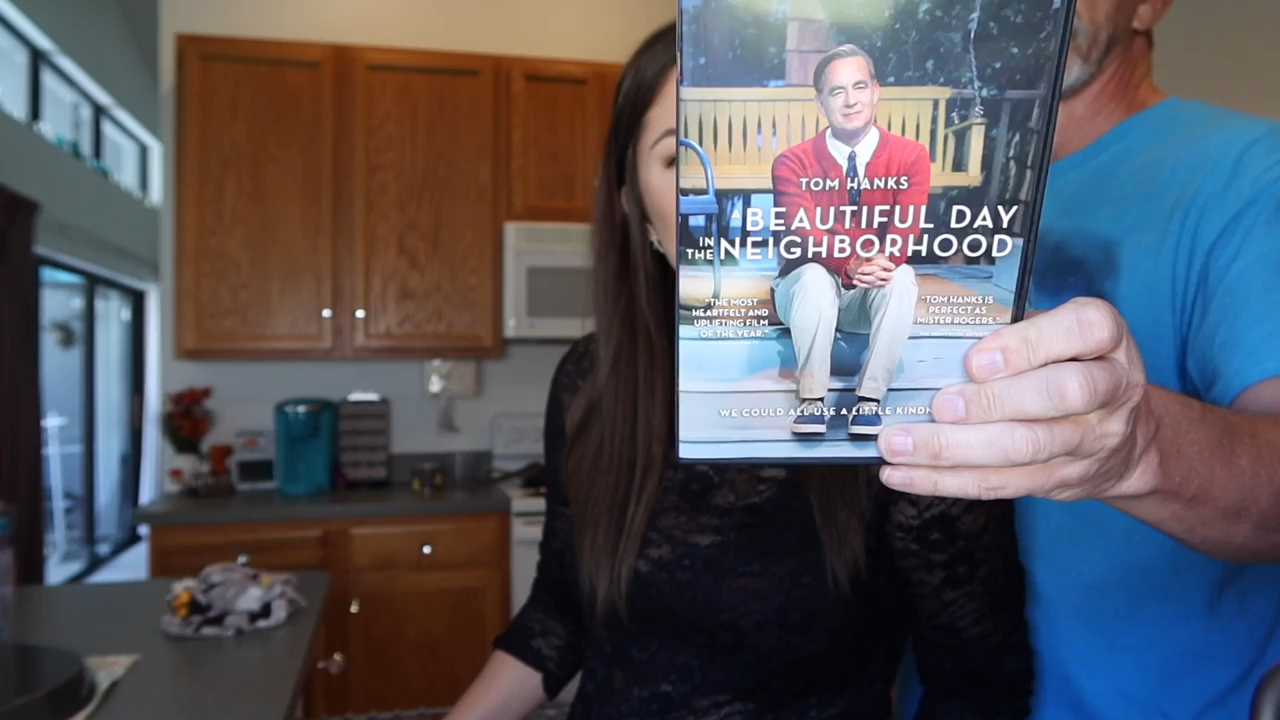 TOM HANKS
A BEAUTIFUL DAY
IN THE NEIGHBORHOOD
"THE MOST
HEARTFELT AND
UPLIFTING FILM
OF THE YEAR."
"TOM HANKS IS
PERFECT AS
MISTER ROGERS."
WE COULD ALL USE A LITTLE KINDN